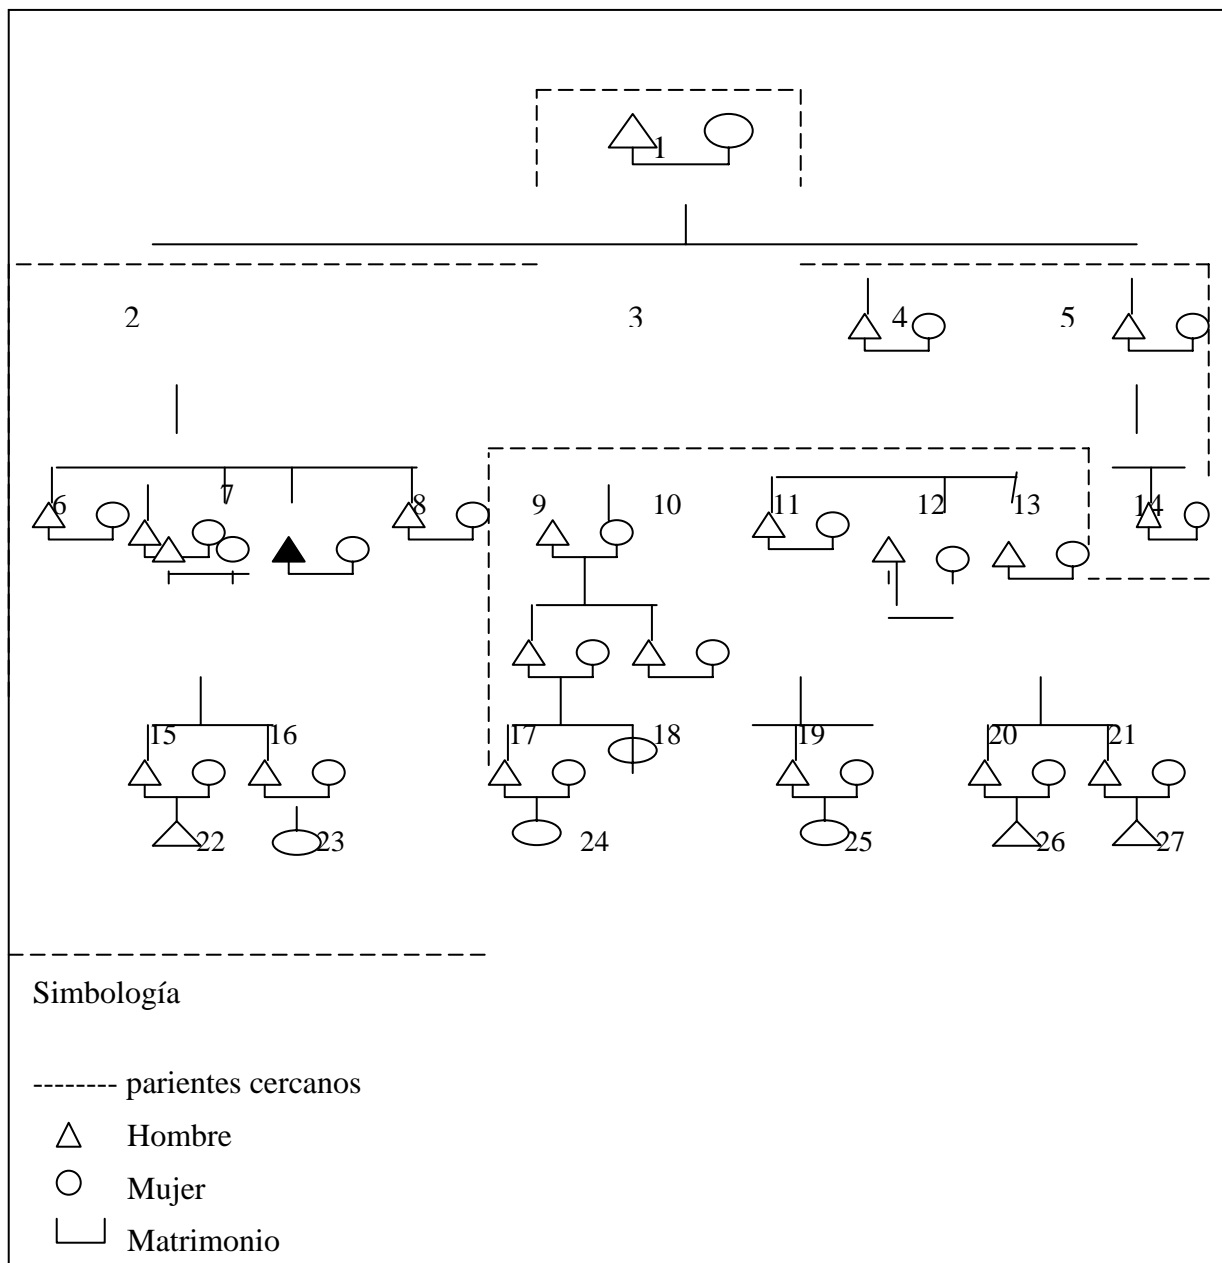 1
2 3 4 5
6 7 8 9 10 11 12 13 14
15 16 17 18 19 20 21
22 23 24 25 26 27
Simbología
-------- parientes cercanos
Hombre
Mujer
Matrimonio